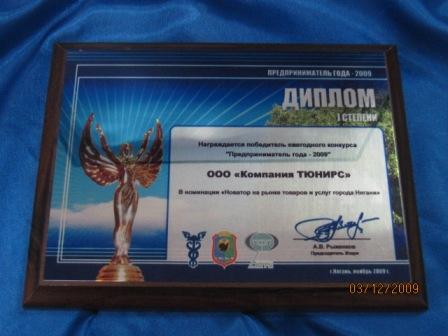 ПРЕДПРИНИМАТЕЛЬ ГОДА - 2009
ДИПЛОМ
I СТЕПЕНИ
Награждается победитель ежегодного конкурса
"Предприниматель года - 2009"
ООО «Компания ТЮНИРС»
В номинации «Новатор на рынке товаров и услуг города Нягани»
А.В. Рыженков
Председатель Жюри
г.Нягань, ноябрь 2009 г.
03/12/2009